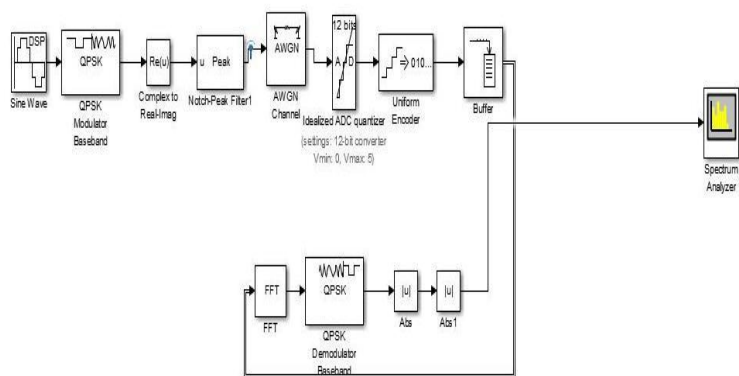 DSP
Sine Wave
QPSK
QPSK
Modulator
Baseband
Re(u)
Complex to
Real-Imag
u Peak
Notch-Peak Filter1
AWGN
AWGN
Channel
12 bits
A D
Idealized ADC quantizer
(settings: 12-bit converter
Vmin: 0, Vmax: 5)
010...
Uniform
Encoder
Buffer
Spectrum
Analyzer
FFT
FFT
QPSK
QPSK
Demodulator
Baseband
|u|
Abs
|u|
Abs1